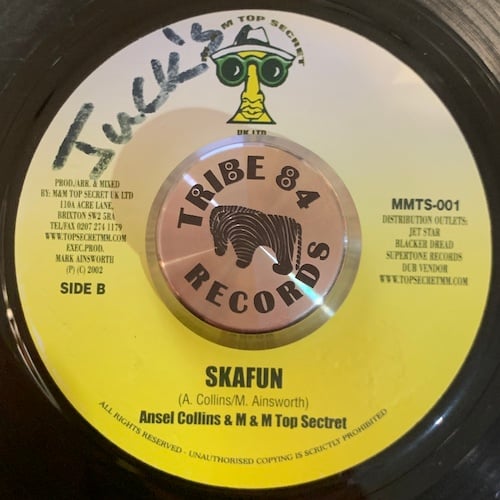 M TOP SECRET
UK LTD
PROD./ARR. & MIXED
BY: M&M TOP SECRET UK LTD
110A ACRE LANE,
BRIXTON SW2 5RA
TEL/FAX 0207 274 1179
WWW.TOPSECRETMM.COM
EXEC.PROD.
MARK AINSWORTH
(P) (C) 2002
SIDE B
TRIBE 84
RECORDS
MMTS-001
DISTRIBUTION OUTLETS:
JET STAR
BLACKER DREAD
SUPERTONE RECORDS
DUB VENDOR
WWW.TOPSECRETMM.COM
SKAFUN
(A. Collins/M. Ainsworth)
Ansel Collins & M & M Top Sectret
ALL RIGHTS RESERVED - UNAUTHORISED COPYING IS SCRICTLY PROHIBITED